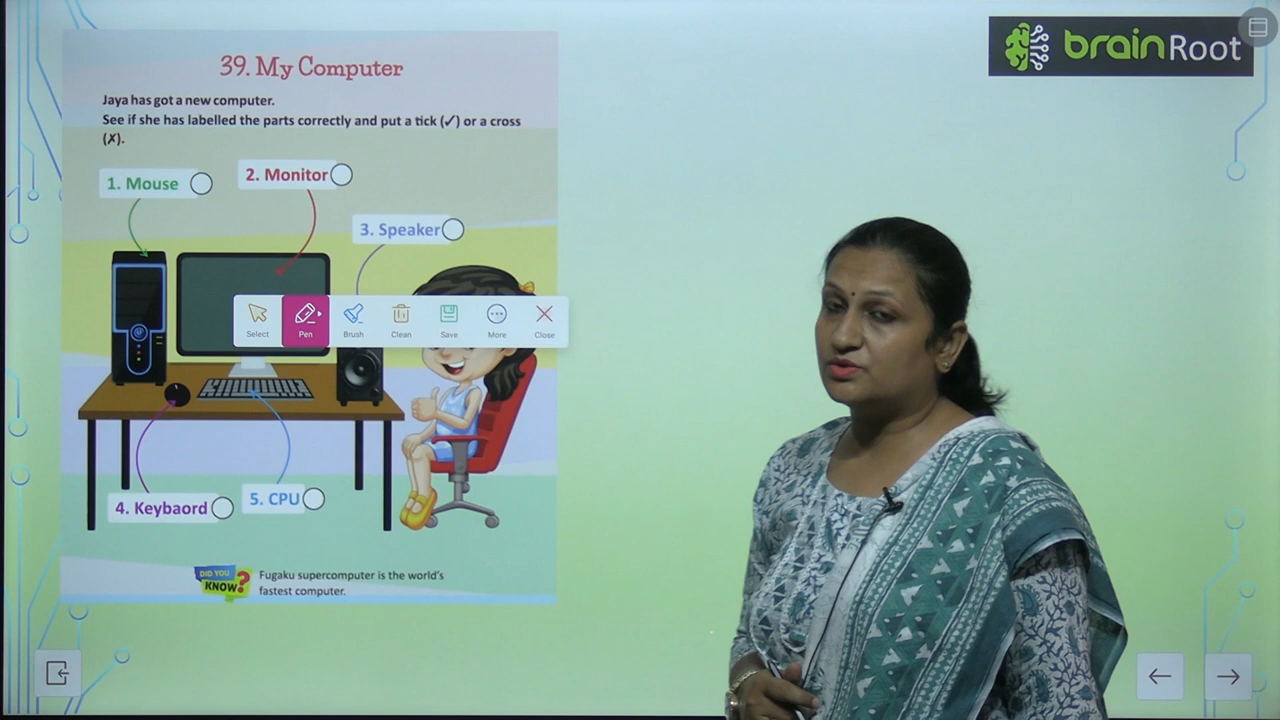 brainRoot
39. My Computer
Jaya has got a new computer.
See if she has labelled the parts correctly and put a tick (✓) or a cross
(✗).
1. Mouse
2. Monitor
3. Speaker
Select
Pen
Brush
Clean
Save
More
Close
4. Keybaord
5. CPU
DID YOU
KNOW?
Fugaku supercomputer is the world's
fastest computer.